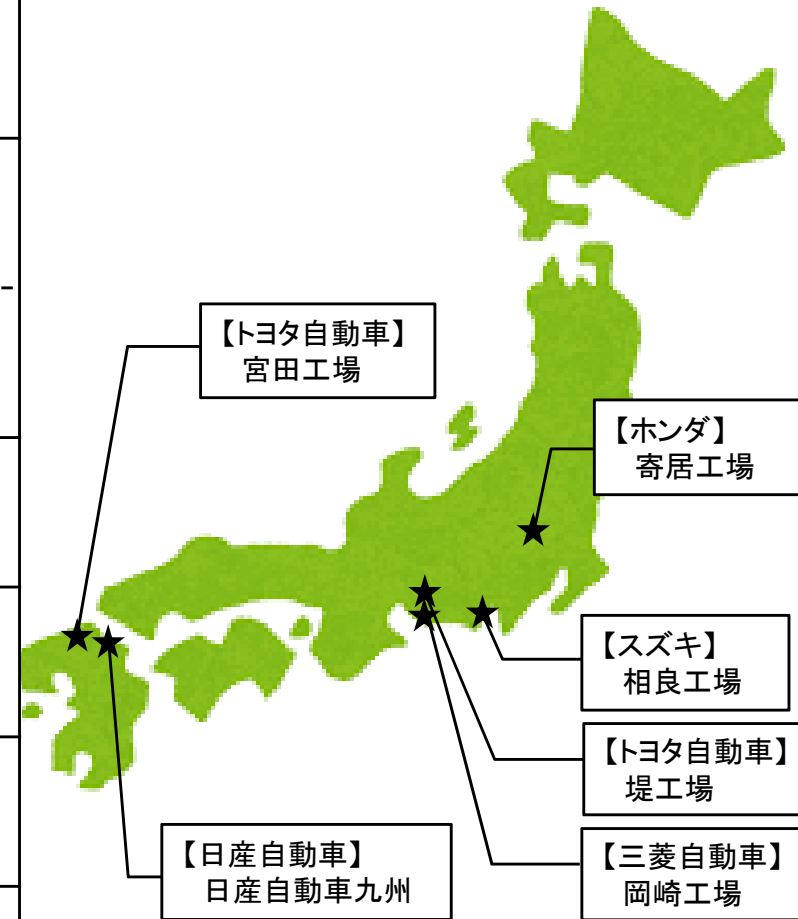 【トヨタ自動車】
宮田工場
【ホンダ】
寄居工場
【スズキ】
相良工場
【トヨタ自動車】
堤工場
【三菱自動車】
岡崎工場
【日産自動車】
日産自動車九州